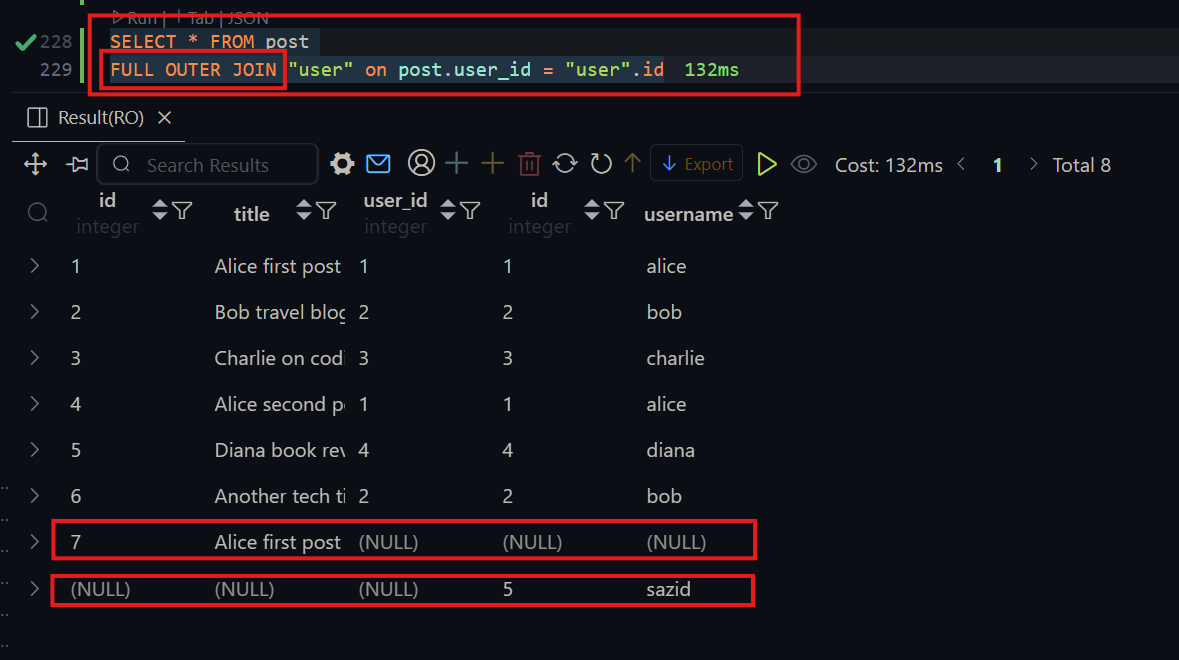 Run | Tab | JSON
228 SELECT * FROM post
229 FULL OUTER JOIN "user" on post.user_id = "user".id 132ms
Result(RO)
Search Results Export Cost: 132ms 1 Total 8
id title user_id id username
integer integer integer
1 Alice first post 1 1 alice
2 Bob travel blog 2 2 bob
3 Charlie on codi 3 3 charlie
4 Alice second p 1 1 alice
5 Diana book rev 4 4 diana
6 Another tech ti 2 2 bob
7 Alice first post (NULL) (NULL) (NULL)
(NULL) (NULL) (NULL) 5 sazid